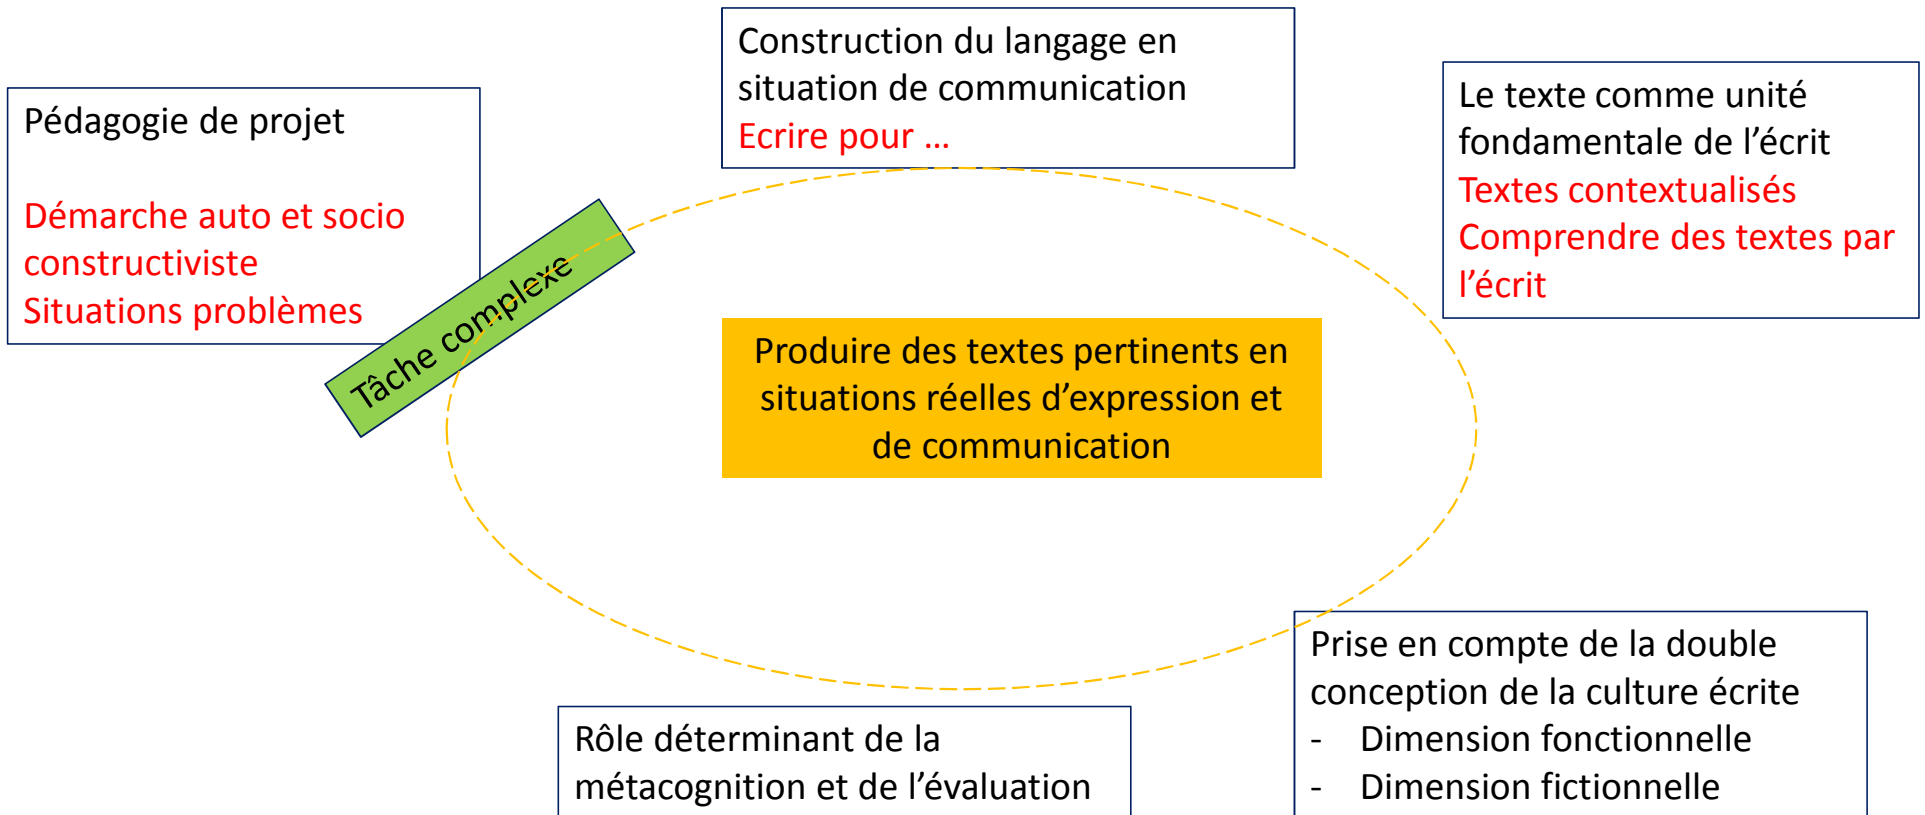 Construction du langage en
situation de communication
Ecrire pour ...
Pédagogie de projet
Démarche auto et socio
constructiviste
Situations problèmes
Le texte comme unité
fondamentale de l'écrit
Textes contextualisés
Comprendre des textes par
l'écrit
Tâche complexe
Produire des textes pertinents en
situations réelles d'expression et
de communication
Rôle déterminant de la
métacognition et de l'évaluation
Prise en compte de la double
conception de la culture écrite
- Dimension fonctionnelle
- Dimension fictionnelle